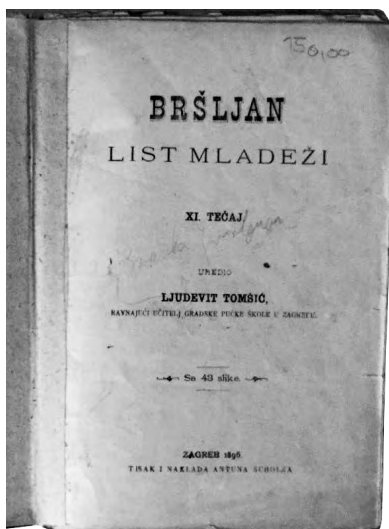 150,00
BRŠLJAN
LIST MLADEŽI
XI. TEČAJ
UREDIO
LJUDEVIT TOMŠIĆ,
RAVNAJUĆI UČITELJ GRADSKE PUČKE ŠKOLE U ZAGREBU.
Sa 43 slike.
ZAGREB 1896.
TISAK I NAKLADA ANTUNA SCHOLZA